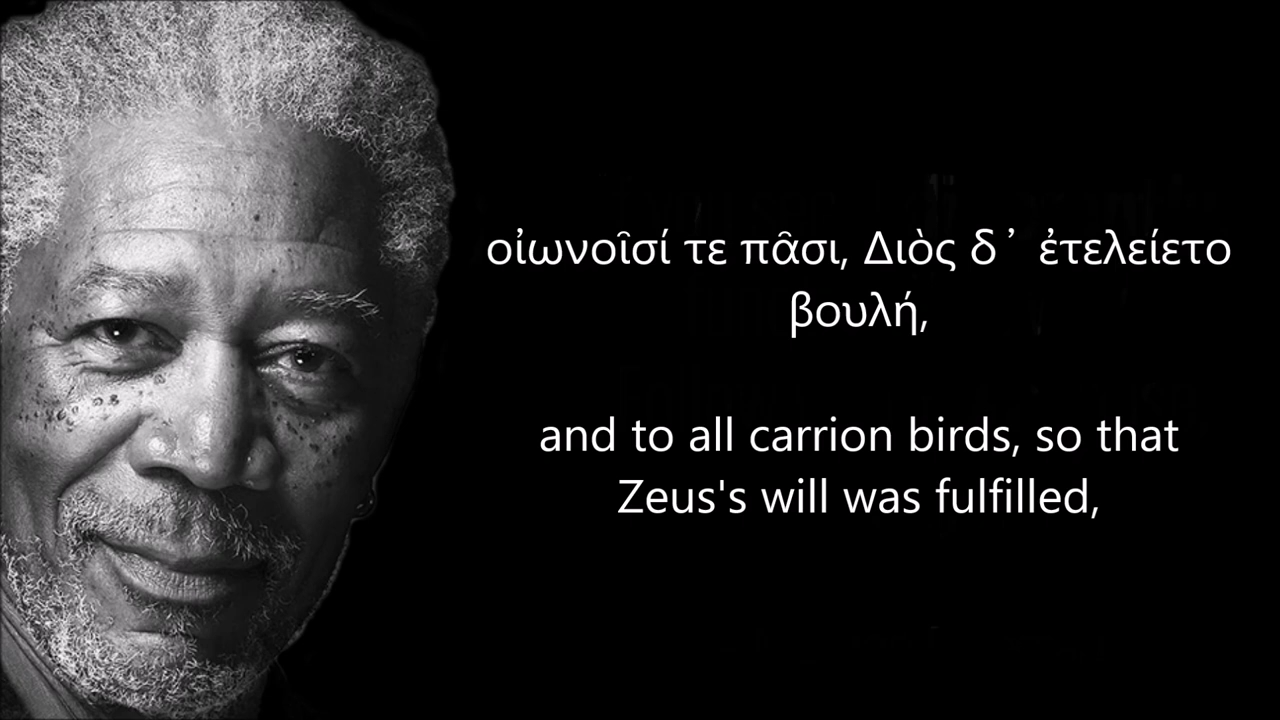 οἰωνοῖσί τε πᾶσι, Διὸς δ᾽ ἐτελείετο
βουλή,
and to all carrion birds, so that
Zeus's will was fulfilled,